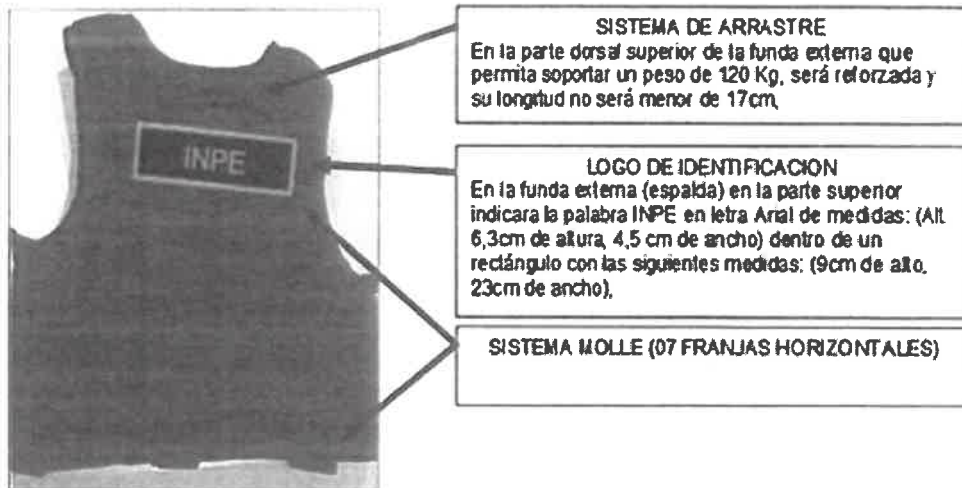 INPE
SISTEMA DE ARRASTRE
En la parte dorsal superior de la funda externa que
permita soportar un peso de 120 Kg, será reforzada y
su longitud no será menor de 17cm,
LOGO DE IDENTIFICACION
En la funda externa (espalda) en la parte superior
indicara la palabra INPE en letra Arial de medidas: (Alt
6,3cm de altura, 4,5 cm de ancho) dentro de un
rectángulo con las siguientes medidas: (9cm de alto,
23cm de ancho),
SISTEMA MOLLE (07 FRANJAS HORIZONTALES)